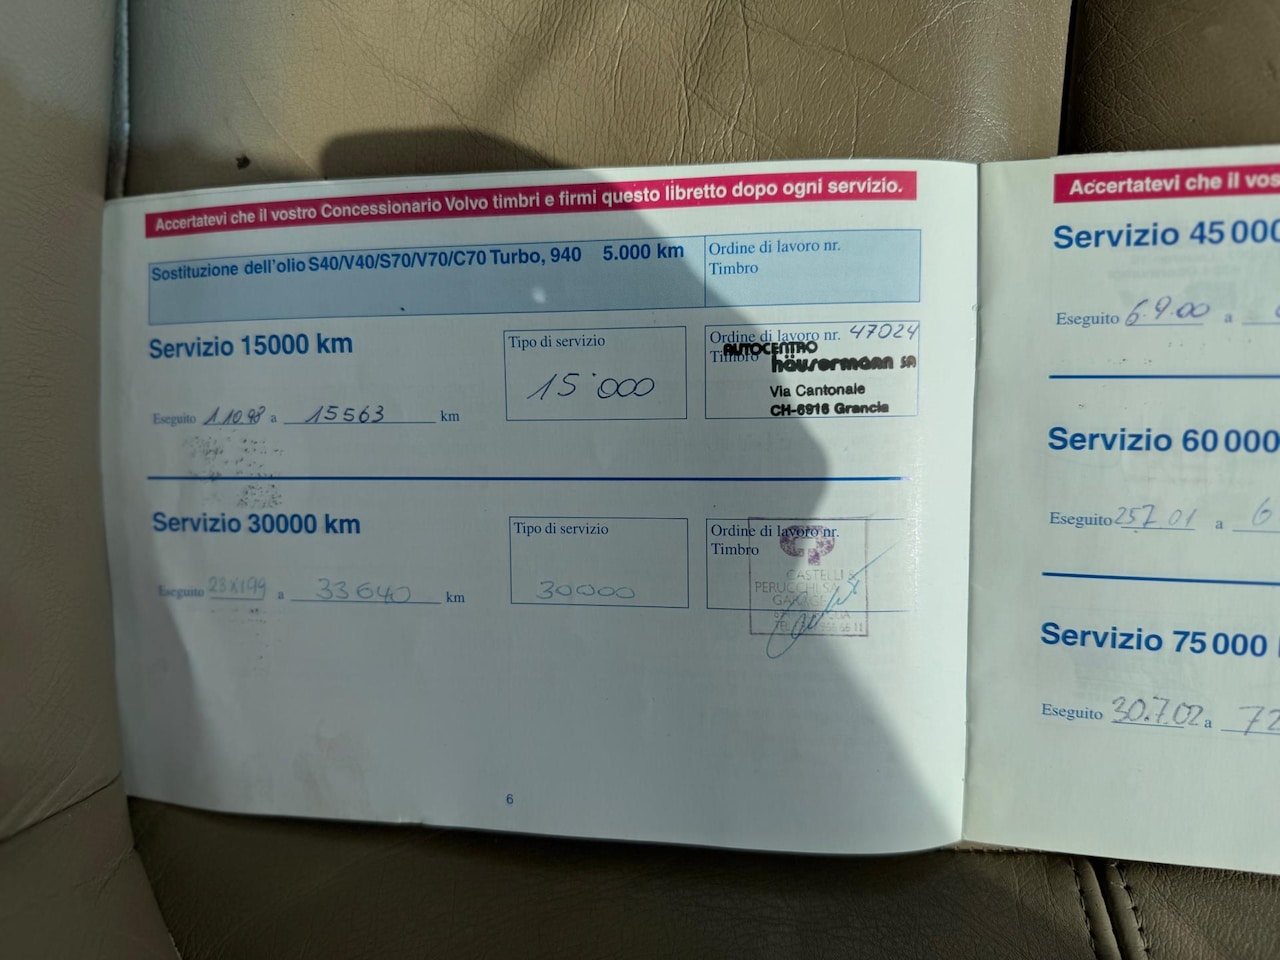 Accertatevi che il vostro Concessionario Volvo timbri e firmi questo libretto dopo ogni servizio.
Sostituzione dell'olio S40/V40/S70/V70/C70 Turbo, 940 5.000 km
Ordine di lavoro nr.
Timbro
Servizio 15000 km
Tipo di servizio
15'000
Ordine di lavoro nr. 47024
Timbro
AUTOCENTRO
häusermann SA
Via Cantonale
CH-6916 Grancia
Eseguito 1.10.98 a 15563 km
Servizio 30000 km
Tipo di servizio
30000
Ordine di lavoro nr.
Timbro
CASTELLI &
PERUCCHI SA
Eseguito a 33640 km
6
Accertatevi che il vos
Servizio 45000
Eseguito 6.9.00 a
Servizio 60000
Eseguito 25.7.01 a 6
Servizio 75000
Eseguito 30.7.02 a 72